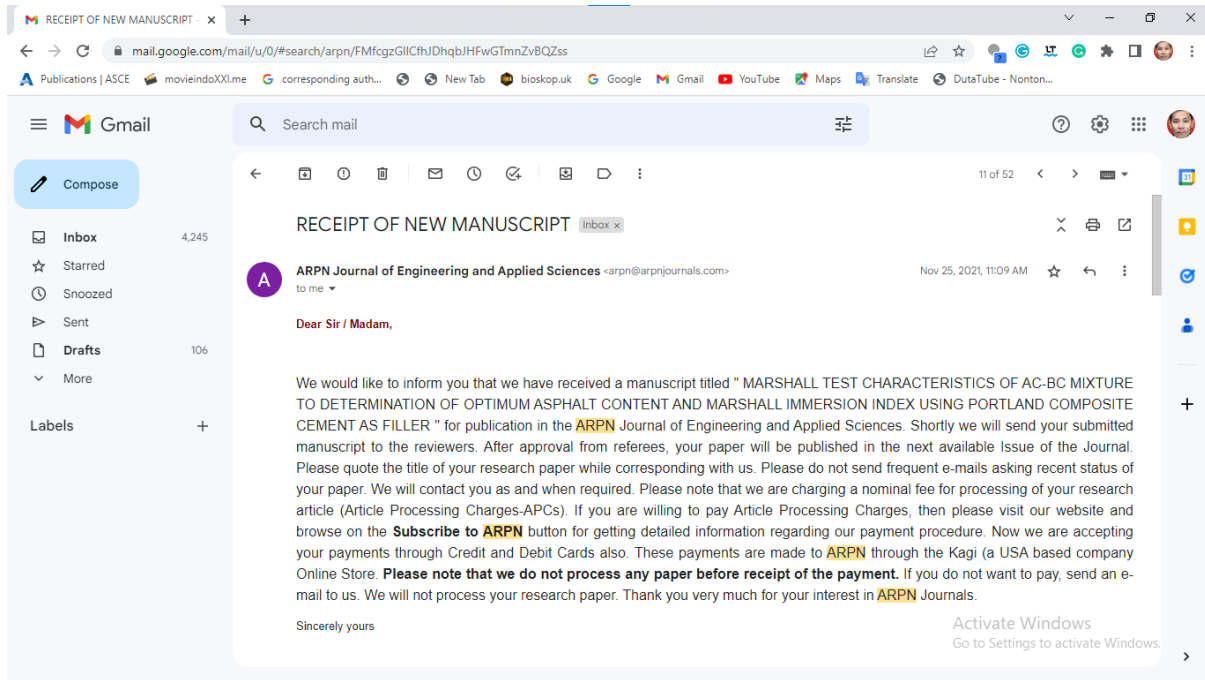 RECEIPT OF NEW MANUSCRIPT -
mail.google.com/mail/u/0/#search/arpn/FMfcgzGllCfhJDhqbJHFwGTmnZvBQZss
Publications | ASCE movieindoXXI.me corresponding auth... New Tab bioskop.uk Google Gmail YouTube Maps Translate DutaTube - Nonton...
Gmail
Search mail
Compose
11 of 52
RECEIPT OF NEW MANUSCRIPT Inbox x
Inbox 4,245
Starred
Snoozed
Sent
Drafts 106
More
Labels
A
ARPN Journal of Engineering and Applied Sciences <arpn@arpnjournals.com>
Nov 25, 2021, 11:09 AM
to me
Dear Sir / Madam,
We would like to inform you that we have received a manuscript titled " MARSHALL TEST CHARACTERISTICS OF AC-BC MIXTURE
TO DETERMINATION OF OPTIMUM ASPHALT CONTENT AND MARSHALL IMMERSION INDEX USING PORTLAND COMPOSITE
CEMENT AS FILLER " for publication in the ARPN Journal of Engineering and Applied Sciences. Shortly we will send your submitted
manuscript to the reviewers. After approval from referees, your paper will be published in the next available Issue of the Journal.
Please quote the title of your research paper while corresponding with us. Please do not send frequent e-mails asking recent status of
your paper. We will contact you as and when required. Please note that we are charging a nominal fee for processing of your research
article (Article Processing Charges-APCs). If you are willing to pay Article Processing Charges, then please visit our website and
browse on the Subscribe to ARPN button for getting detailed information regarding our payment procedure. Now we are accepting
your payments through Credit and Debit Cards also. These payments are made to ARPN through the Kagi (a USA based company
Online Store. Please note that we do not process any paper before receipt of the payment. If you do not want to pay, send an e-
mail to us. We will not process your research paper. Thank you very much for your interest in ARPN Journals.
Sincerely yours
Activate Windows
Go to Settings to activate Windows.
31